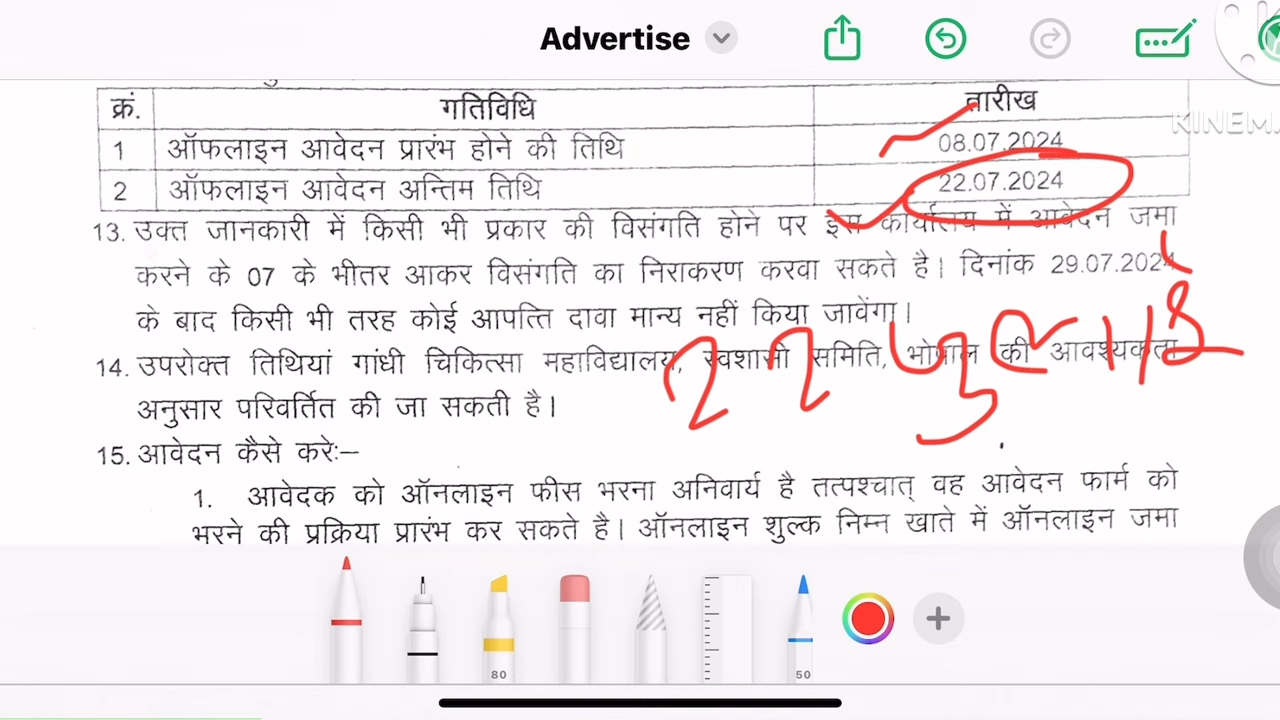 Advertise
KINEM
क्रं. गतिविधि तारीख
1 ऑफलाइन आवेदन प्रारंभ होने की तिथि 08.07.2024
2 ऑफलाइन आवेदन अन्तिम तिथि 22.07.2024
13. उक्त जानकारी में किसी भी प्रकार की विसंगति होने पर इस कार्यालय में आवेदन जमा
करने के 07 के भीतर आकर विसंगति का निराकरण करवा सकते है। दिनांक 29.07.2024
के बाद किसी भी तरह कोई आपत्ति दावा मान्य नहीं किया जावेंगा।
14. उपरोक्त तिथियां गांधी चिकित्सा महाविद्यालय, स्वशासी समिति, भोपाल की आवश्यकता
अनुसार परिवर्तित की जा सकती है।
22
15. आवेदन कैसे करेः–
1. आवेदक को ऑनलाइन फीस भरना अनिवार्य है तत्पश्चात् वह आवेदन फार्म को
भरने की प्रक्रिया प्रारंभ कर सकते है। ऑनलाइन शुल्क निम्न खाते में ऑनलाइन जमा
80 50